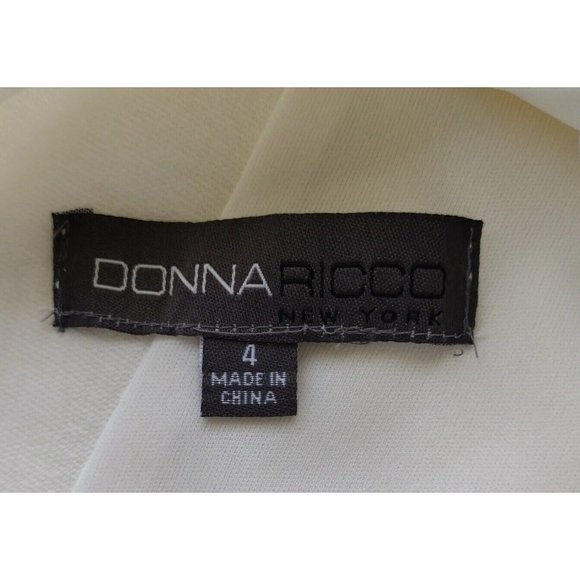 DONNA RICCO
NEW YORK
4
MADE IN
CHINA